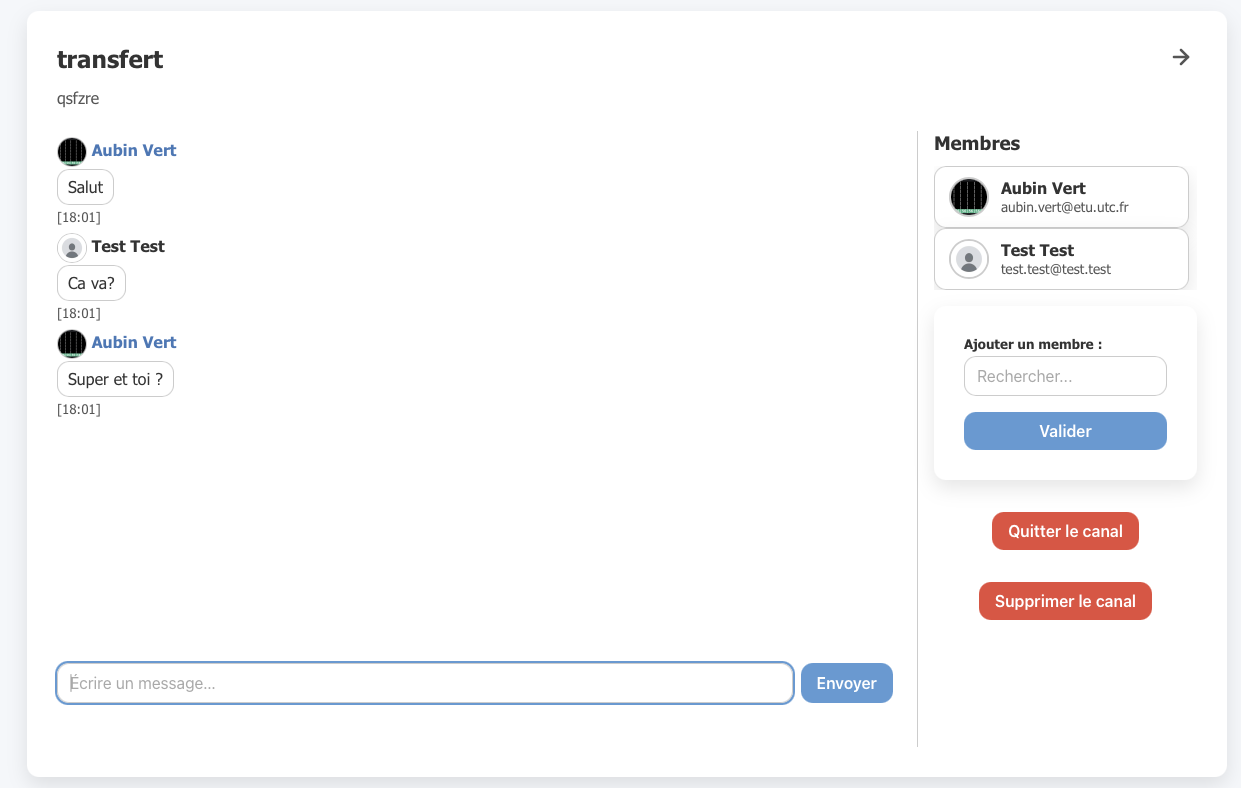 transfert
qsfzre
Aubin Vert
Salut
[18:01]
Test Test
Ca va?
[18:01]
Aubin Vert
Super et toi ?
[18:01]
Écrire un message...
Envoyer
Membres
Aubin Vert
aubin.vert@etu.utc.fr
Test Test
test.test@test.test
Ajouter un membre :
Rechercher...
Valider
Quitter le canal
Supprimer le canal